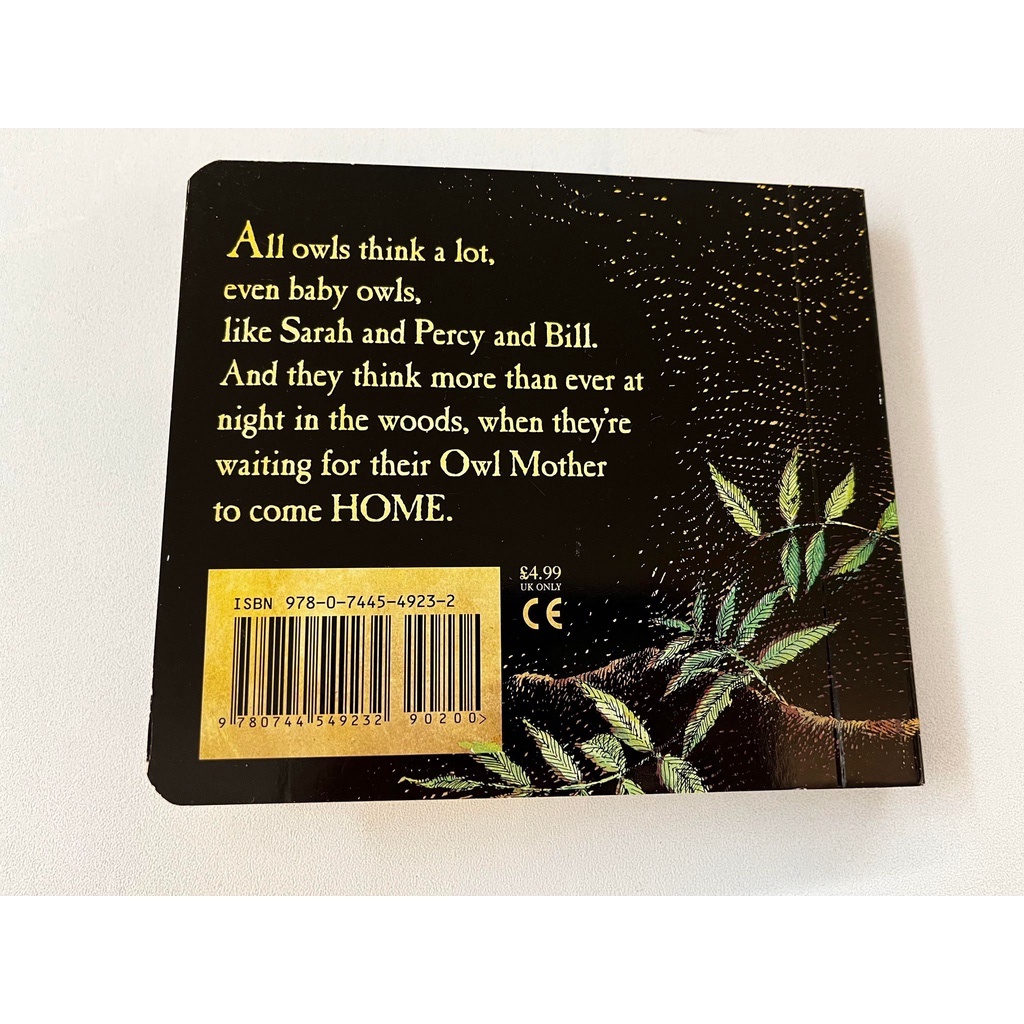 All owls think a lot,
even baby owls,
like Sarah and Percy and Bill.
And they think more than ever at
night in the woods, when they're
waiting for their Owl Mother
to come HOME.
ISBN 978-0-7445-4923-2
9 780744 549232 90200>
£4.99
UK ONLY
CE